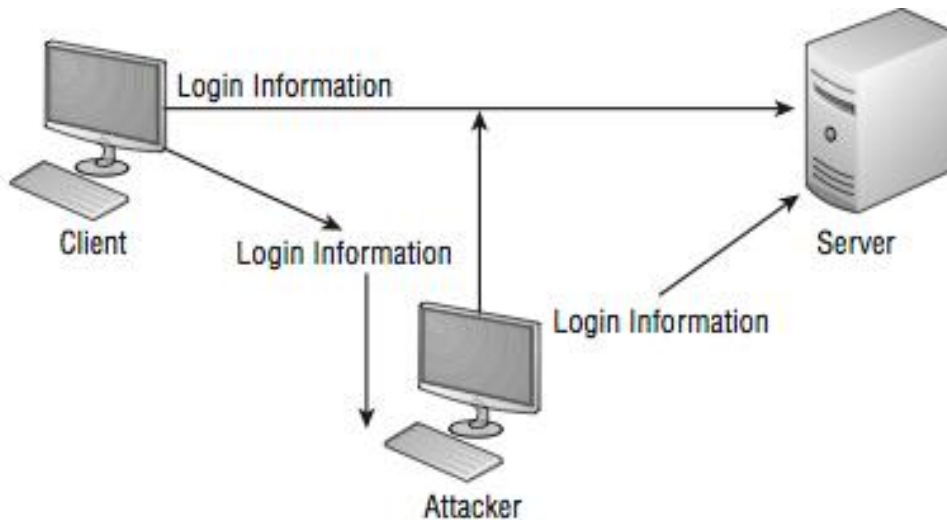 Login Information
Client
Login Information
Server
Login Information
Attacker